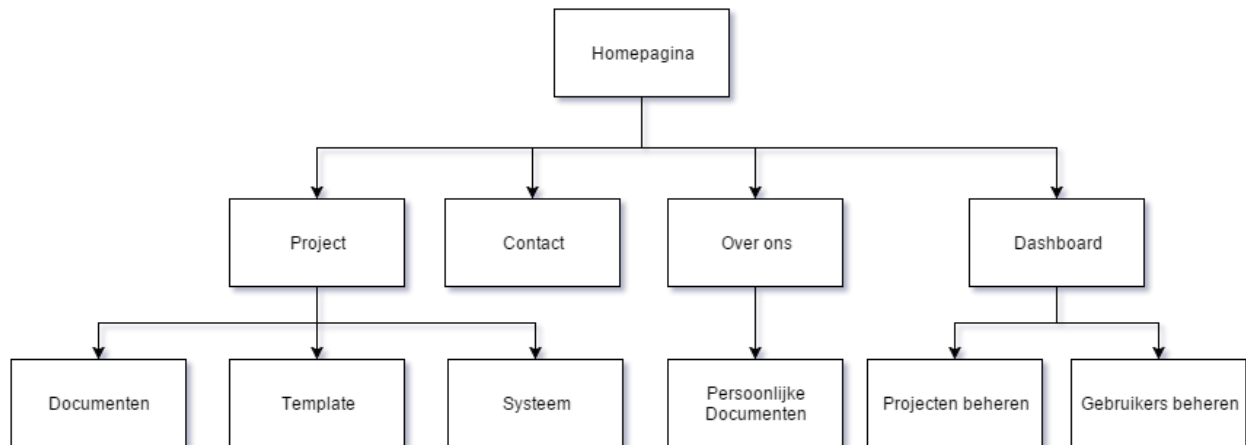 Homepagina
Project
Contact
Over ons
Dashboard
Documenten
Template
Systeem
Persoonlijke
Documenten
Projecten beheren
Gebruikers beheren